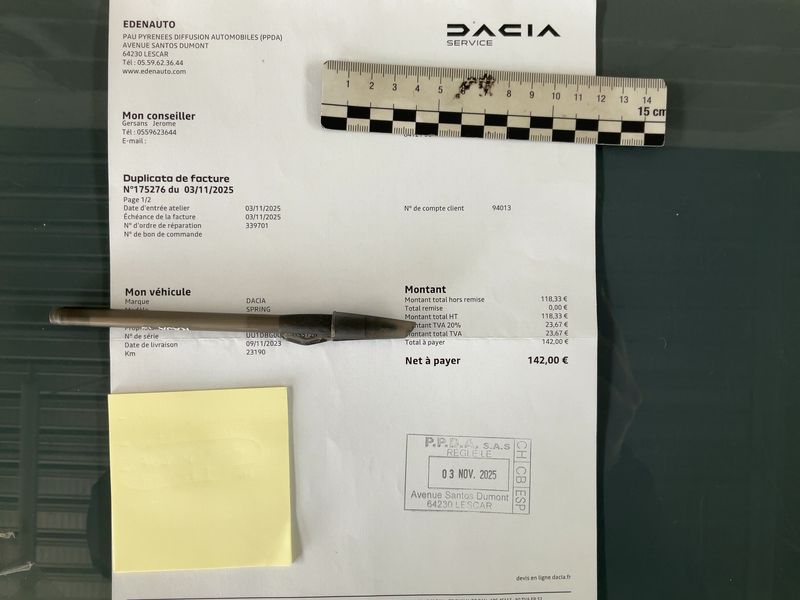 EDENAUTO
PAU PYRENEES DIFFUSION AUTOMOBILES (PPDA)
AVENUE SANTOS DUMONT
64230 LESCAR
Tél : 05.59.62.36.44
www.edenauto.com
DACIA
SERVICE
1 2 3 4 5 8 9 10 11 12 13 14
15 cm
Mon conseiller
Gersans Jerome
Tél : 0559623644
E-mail :
Duplicata de facture
N°175276 du 03/11/2025
Page 1/2
Date d'entrée atelier 03/11/2025
Échéance de la facture 03/11/2025
N° d'ordre de réparation 339701
N° de bon de commande
N° de compte client 94013
Mon véhicule
Marque DACIA
SPRING
N° de série
Date de livraison 09/11/2023
Km 23190
Montant
Montant total hors remise 118,33 €
Total remise 0,00 €
Montant total HT 118,33 €
Montant TVA 20% 23,67 €
Montant total TVA 23,67 €
Total à payer 142,00 €
Net à payer 142,00 €
P.P.D.A. S.A.S
REGLE LE
03 NOV. 2025
Avenue Santos Dumont
64230 LESCAR
CH CB ESP
devis en ligne dacia.fr